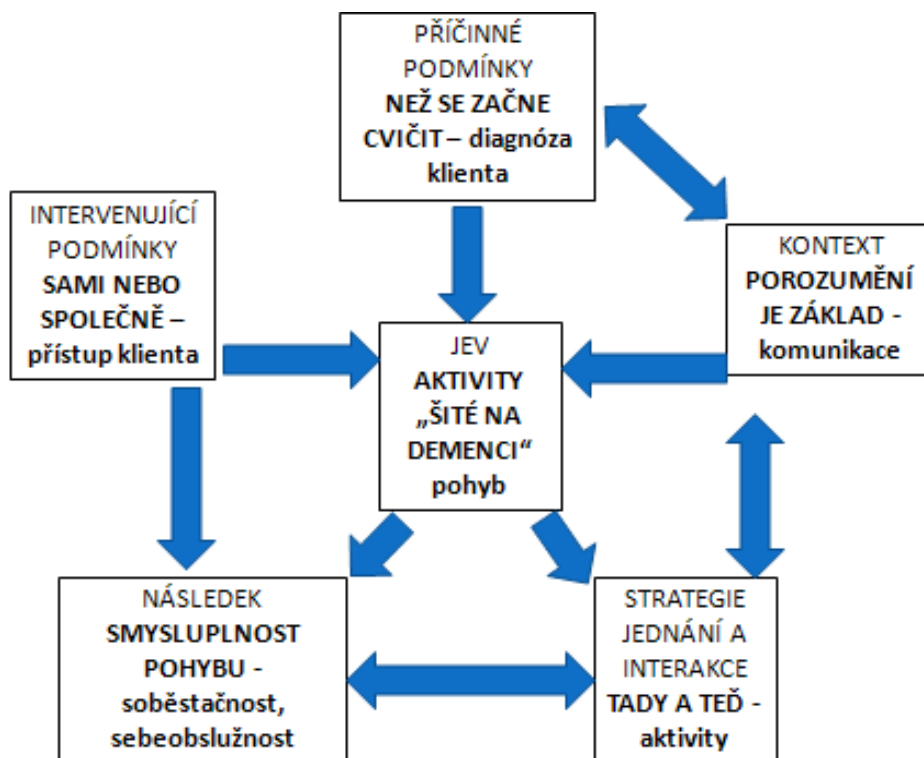 PŘÍČINNÉ
PODMÍNKY
NEŽ SE ZAČNE
CVIČIT – diagnóza
klienta
INTERVENUJÍCÍ
PODMÍNKY
SAMI NEBO
SPOLEČNĚ –
přístup klienta
KONTEXT
POROZUMĚNÍ
JE ZÁKLAD -
komunikace
JEV
AKTIVITY
„ŠITÉ NA
DEMENCI“
pohyb
NÁSLEDEK
SMYSLUPLNOST
POHYBU -
soběstačnost,
sebeobslužnost
STRATEGIE
JEDNÁNÍ A
INTERAKCE
TADY A TEĎ -
aktivity